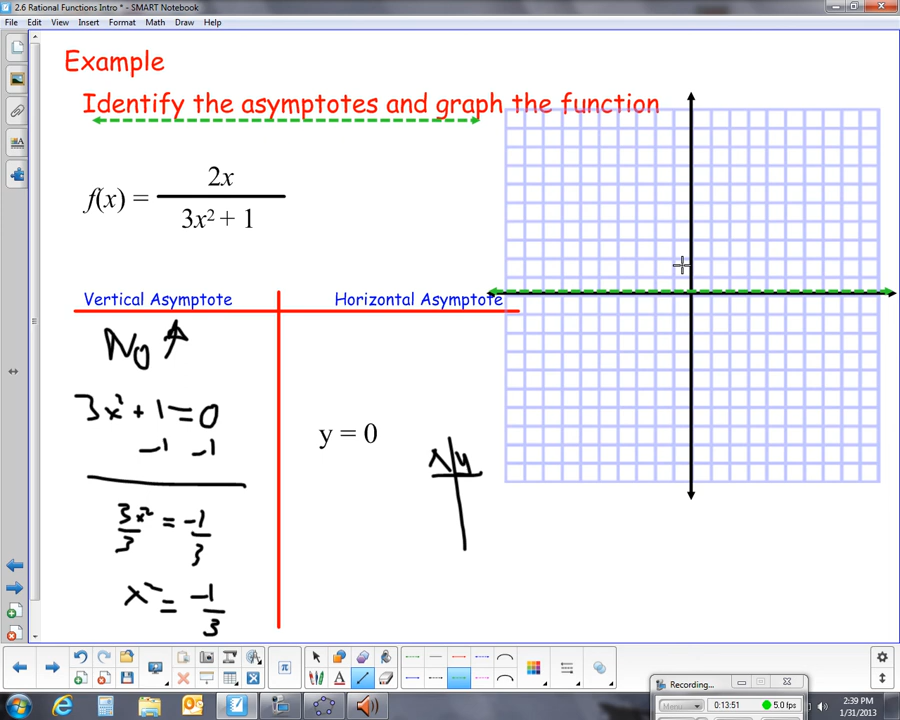 2.6 Rational Functions Intro * - SMART Notebook
File Edit View Insert Format Math Draw Help
Example
Identify the asymptotes and graph the function
f(x) = 2x
3x² + 1
Vertical Asymptote
Horizontal Asymptote
No
3x² + 1 = 0
-1 -1
3x² = -1
3 3
x² = -1
3
y = 0
x y
Recording...
Menu
0:13:51
5.0 fps
2:39 PM
1/31/2013